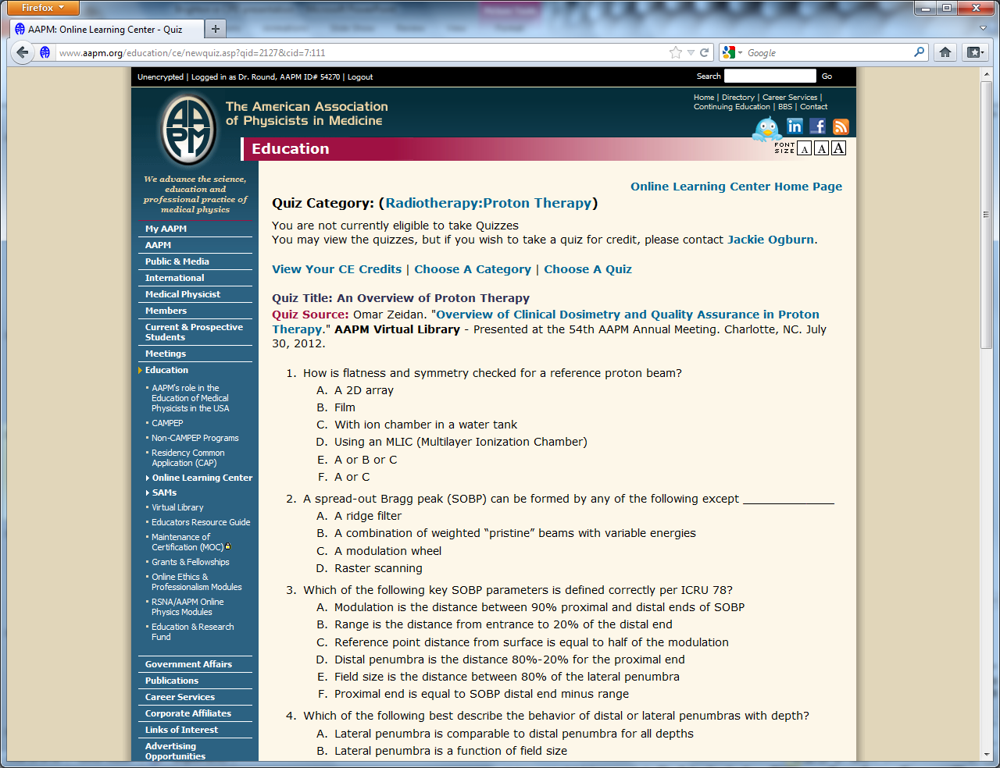 Firefox
AAPM: Online Learning Center - Quiz
www.aapm.org/education/ce/newquiz.asp?qid=2127&cid=7:111
Google
Unencrypted | Logged in as Dr. Round, AAPM ID# 54270 | Logout
Search
Go
AAPM
The American Association
of Physicists in Medicine
Home | Directory | Career Services |
Continuing Education | BBS | Contact
Education
FONT
SIZE
A A A
We advance the science,
education and
professional practice of
medical physics
My AAPM
AAPM
Public & Media
International
Medical Physicist
Members
Current & Prospective
Students
Meetings
Education
AAPM's role in the
Education of Medical
Physicists in the USA
CAMPEP
Non-CAMPEP Programs
Residency Common
Application (CAP)
Online Learning Center
SAMs
Virtual Library
Educators Resource Guide
Maintenance of
Certification (MOC)
Grants & Fellowships
Online Ethics &
Professionalism Modules
RSNA/AAPM Online
Physics Modules
Education & Research
Fund
Government Affairs
Publications
Career Services
Corporate Affiliates
Links of Interest
Advertising
Opportunities
Online Learning Center Home Page
Quiz Category: (Radiotherapy:Proton Therapy)
You are not currently eligible to take Quizzes
You may view the quizzes, but if you wish to take a quiz for credit, please contact Jackie Ogburn.
View Your CE Credits | Choose A Category | Choose A Quiz
Quiz Title: An Overview of Proton Therapy
Quiz Source: Omar Zeidan. "Overview of Clinical Dosimetry and Quality Assurance in Proton
Therapy." AAPM Virtual Library - Presented at the 54th AAPM Annual Meeting. Charlotte, NC. July
30, 2012.
1. How is flatness and symmetry checked for a reference proton beam?
A. A 2D array
B. Film
C. With ion chamber in a water tank
D. Using an MLIC (Multilayer Ionization Chamber)
E. A or B or C
F. A or C
2. A spread-out Bragg peak (SOBP) can be formed by any of the following except ______________
A. A ridge filter
B. A combination of weighted “pristine” beams with variable energies
C. A modulation wheel
D. Raster scanning
3. Which of the following key SOBP parameters is defined correctly per ICRU 78?
A. Modulation is the distance between 90% proximal and distal ends of SOBP
B. Range is the distance from entrance to 20% of the distal end
C. Reference point distance from surface is equal to half of the modulation
D. Distal penumbra is the distance 80%-20% for the proximal end
E. Field size is the distance between 80% of the lateral penumbra
F. Proximal end is equal to SOBP distal end minus range
4. Which of the following best describe the behavior of distal or lateral penumbras with depth?
A. Lateral penumbra is comparable to distal penumbra for all depths
B. Lateral penumbra is a function of field size